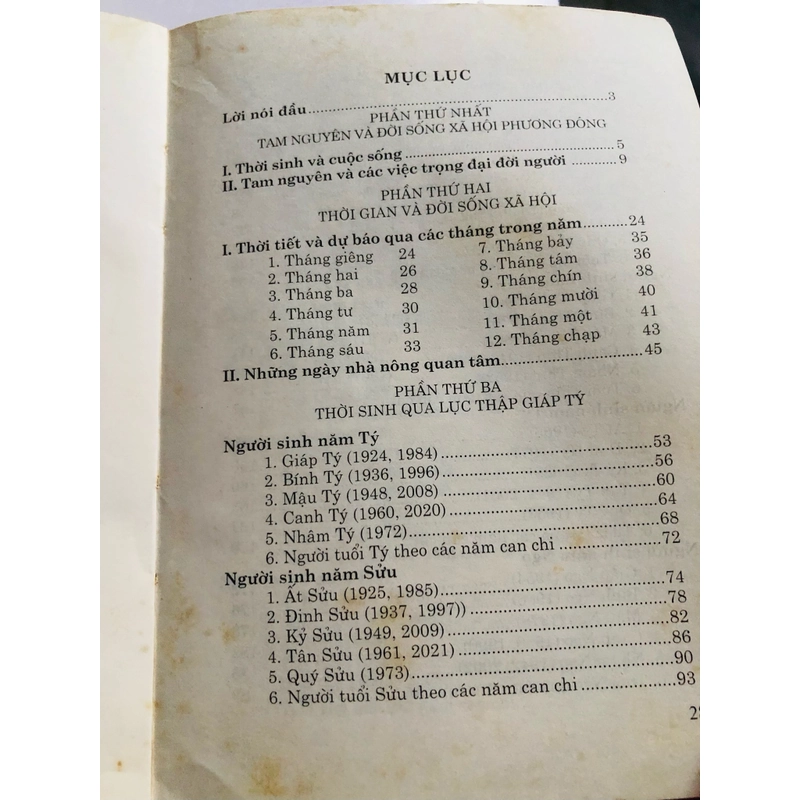 MỤC LỤC
Lời nói đầu 3
PHẦN THỨ NHẤT
TAM NGUYÊN VÀ ĐỜI SỐNG XÃ HỘI PHƯƠNG ĐÔNG
I. Thời sinh và cuộc sống 5
II. Tam nguyên và các việc trọng đại đời người 9
PHẦN THỨ HAI
THỜI GIAN VÀ ĐỜI SỐNG XÃ HỘI
I. Thời tiết và dự báo qua các tháng trong năm 24
1. Tháng giêng 24
2. Tháng hai 26
3. Tháng ba 28
4. Tháng tư 30
5. Tháng năm 31
6. Tháng sáu 33
7. Tháng bảy 35
8. Tháng tám 36
9. Tháng chín 38
10. Tháng mười 40
11. Tháng một 41
12. Tháng chạp 43
II. Những ngày nhà nông quan tâm 45
PHẦN THỨ BA
THỜI SINH QUA LỤC THẬP GIÁP TÝ
Người sinh năm Tý
1. Giáp Tý (1924, 1984) 53
2. Bính Tý (1936, 1996) 56
3. Mậu Tý (1948, 2008) 60
4. Canh Tý (1960, 2020) 64
5. Nhâm Tý (1972) 68
6. Người tuổi Tý theo các năm can chi 72
Người sinh năm Sửu
1. Ất Sửu (1925, 1985) 74
2. Đinh Sửu (1937, 1997)) 78
3. Kỷ Sửu (1949, 2009) 82
4. Tân Sửu (1961, 2021) 86
5. Quý Sửu (1973) 90
6. Người tuổi Sửu theo các năm can chi 93